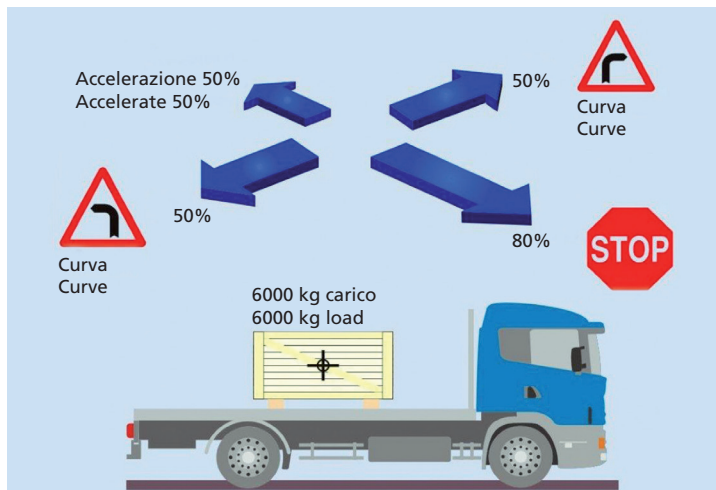 Accelerazione 50%
Accelerate 50%
50%
Curva
Curve
50%
Curva
Curve
80%
STOP
6000 kg carico
6000 kg load